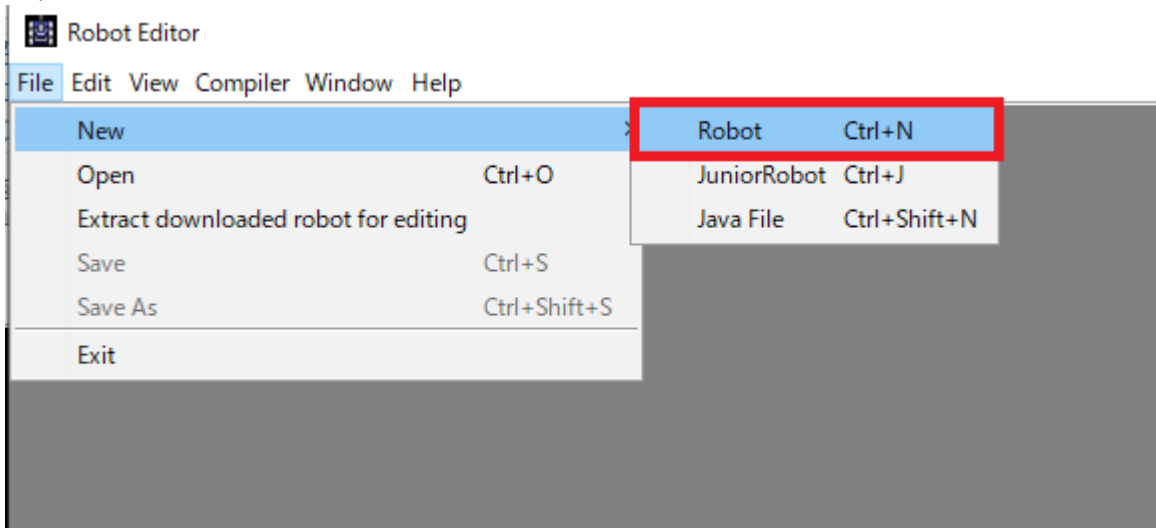 Robot Editor
File Edit View Compiler Window Help
New
Robot Ctrl+N
Open Ctrl+O
JuniorRobot Ctrl+J
Extract downloaded robot for editing
Java File Ctrl+Shift+N
Save Ctrl+S
Save As Ctrl+Shift+S
Exit